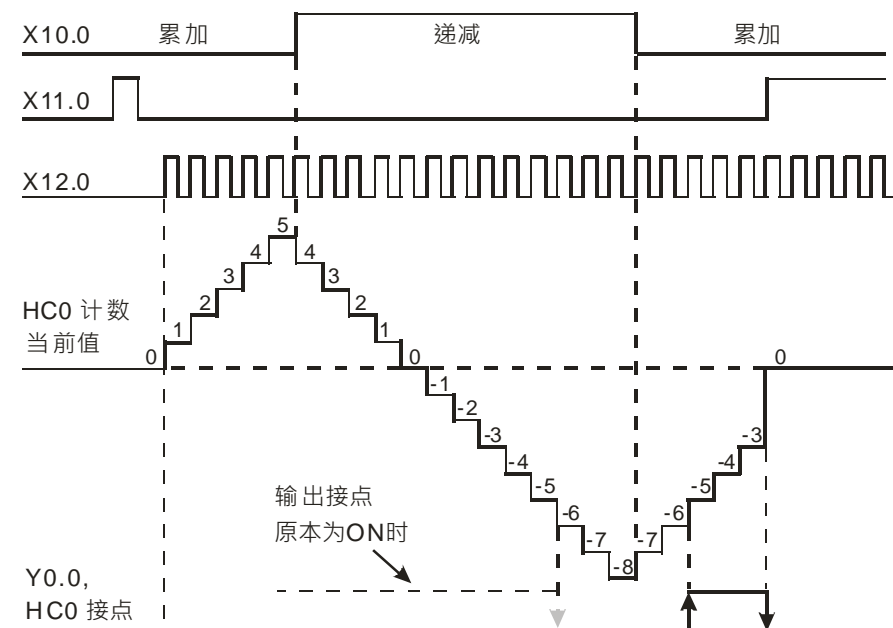 X10.0 累加 递减 累加
X11.0
X12.0
5
4 4
3 3
2 2
1 1
HC0 计数
当前值
0 0 0
-1
-2
-3 -3
-4 -4
-5 -5
-6 -6
-7 -7
-8
输出接点
原本为ON时
Y0.0,
HC0 接点